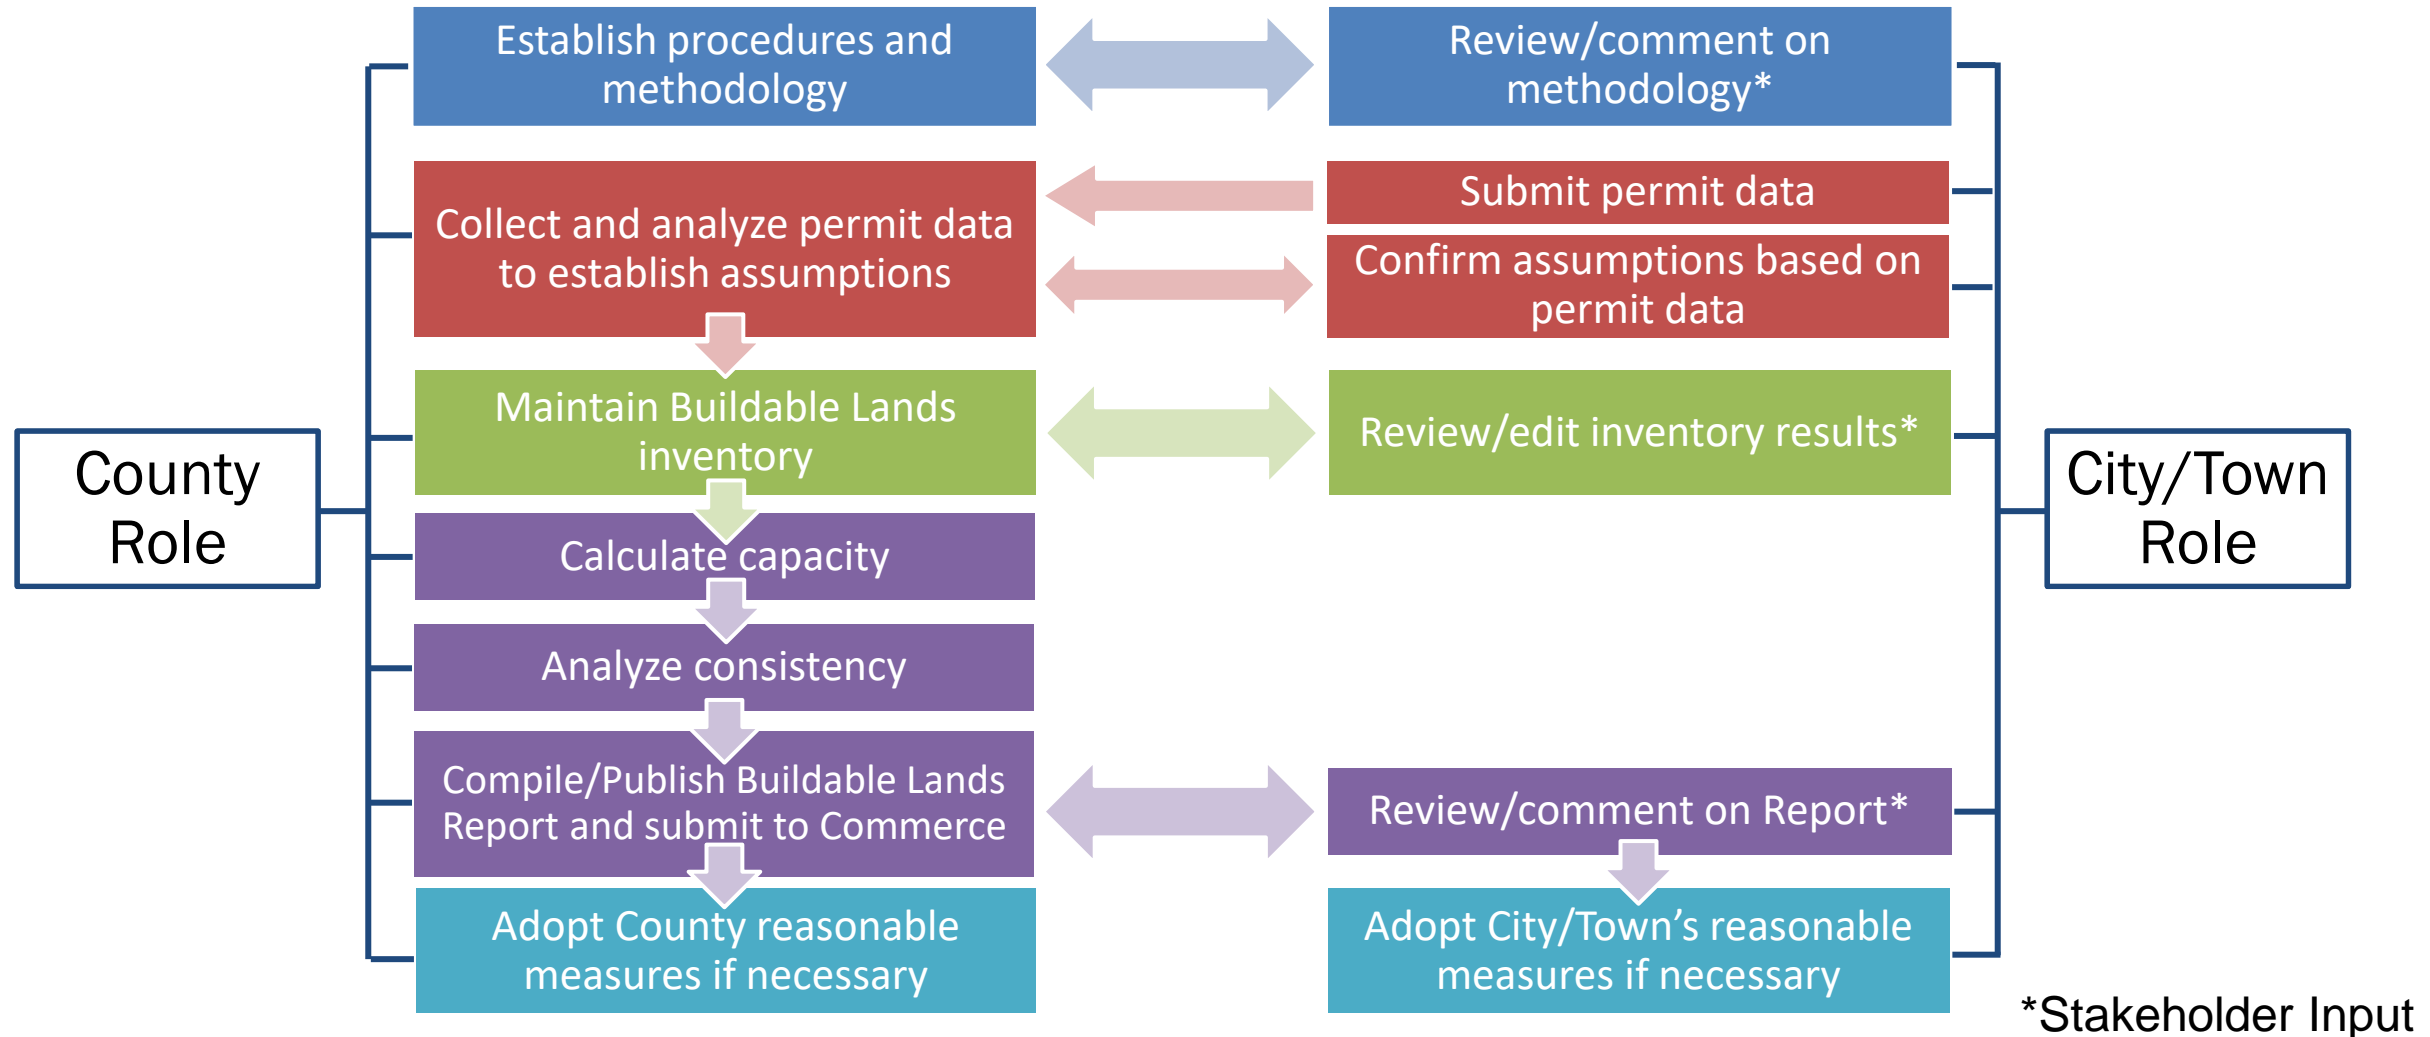 Establish procedures and
methodology
Review/comment on
methodology*
Collect and analyze permit data
to establish assumptions
Submit permit data
Confirm assumptions based on
permit data
Maintain Buildable Lands
inventory
Review/edit inventory results*
County
Role
City/Town
Role
Calculate capacity
Analyze consistency
Compile/Publish Buildable Lands
Report and submit to Commerce
Review/comment on Report*
Adopt County reasonable
measures if necessary
Adopt City/Town’s reasonable
measures if necessary
*Stakeholder Input